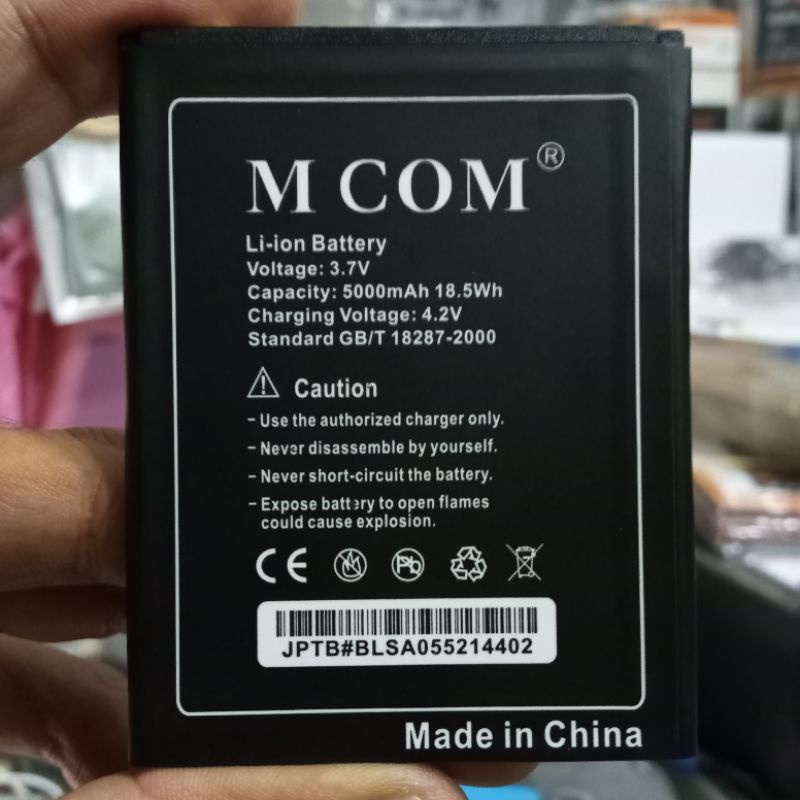 M COM®
Li-ion Battery
Voltage: 3.7V
Capacity: 5000mAh 18.5Wh
Charging Voltage: 4.2V
Standard GB/T 18287-2000
Caution
- Use the authorized charger only.
- Never disassemble by yourself.
- Never short-circuit the battery.
- Expose battery to open flames
could cause explosion.
CE Pb
JPTB#BLSA055214402
Made in China